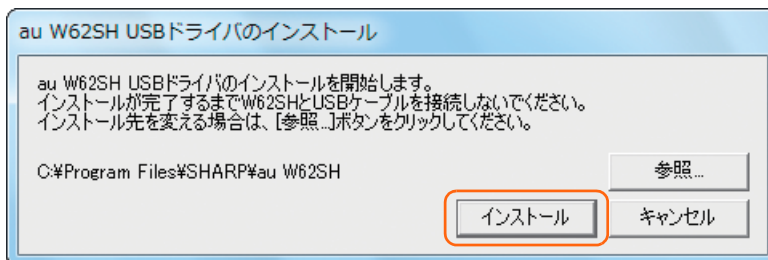 au W62SH USBドライバのインストール
au W62SH USBドライバのインストールを開始します。
インストールが完了するまでW62SHとUSBケーブルを接続しないでください。
インストール先を変える場合は、[参照...]ボタンをクリックしてください。
C:¥Program Files¥SHARP¥au W62SH
参照...
インストール
キャンセル